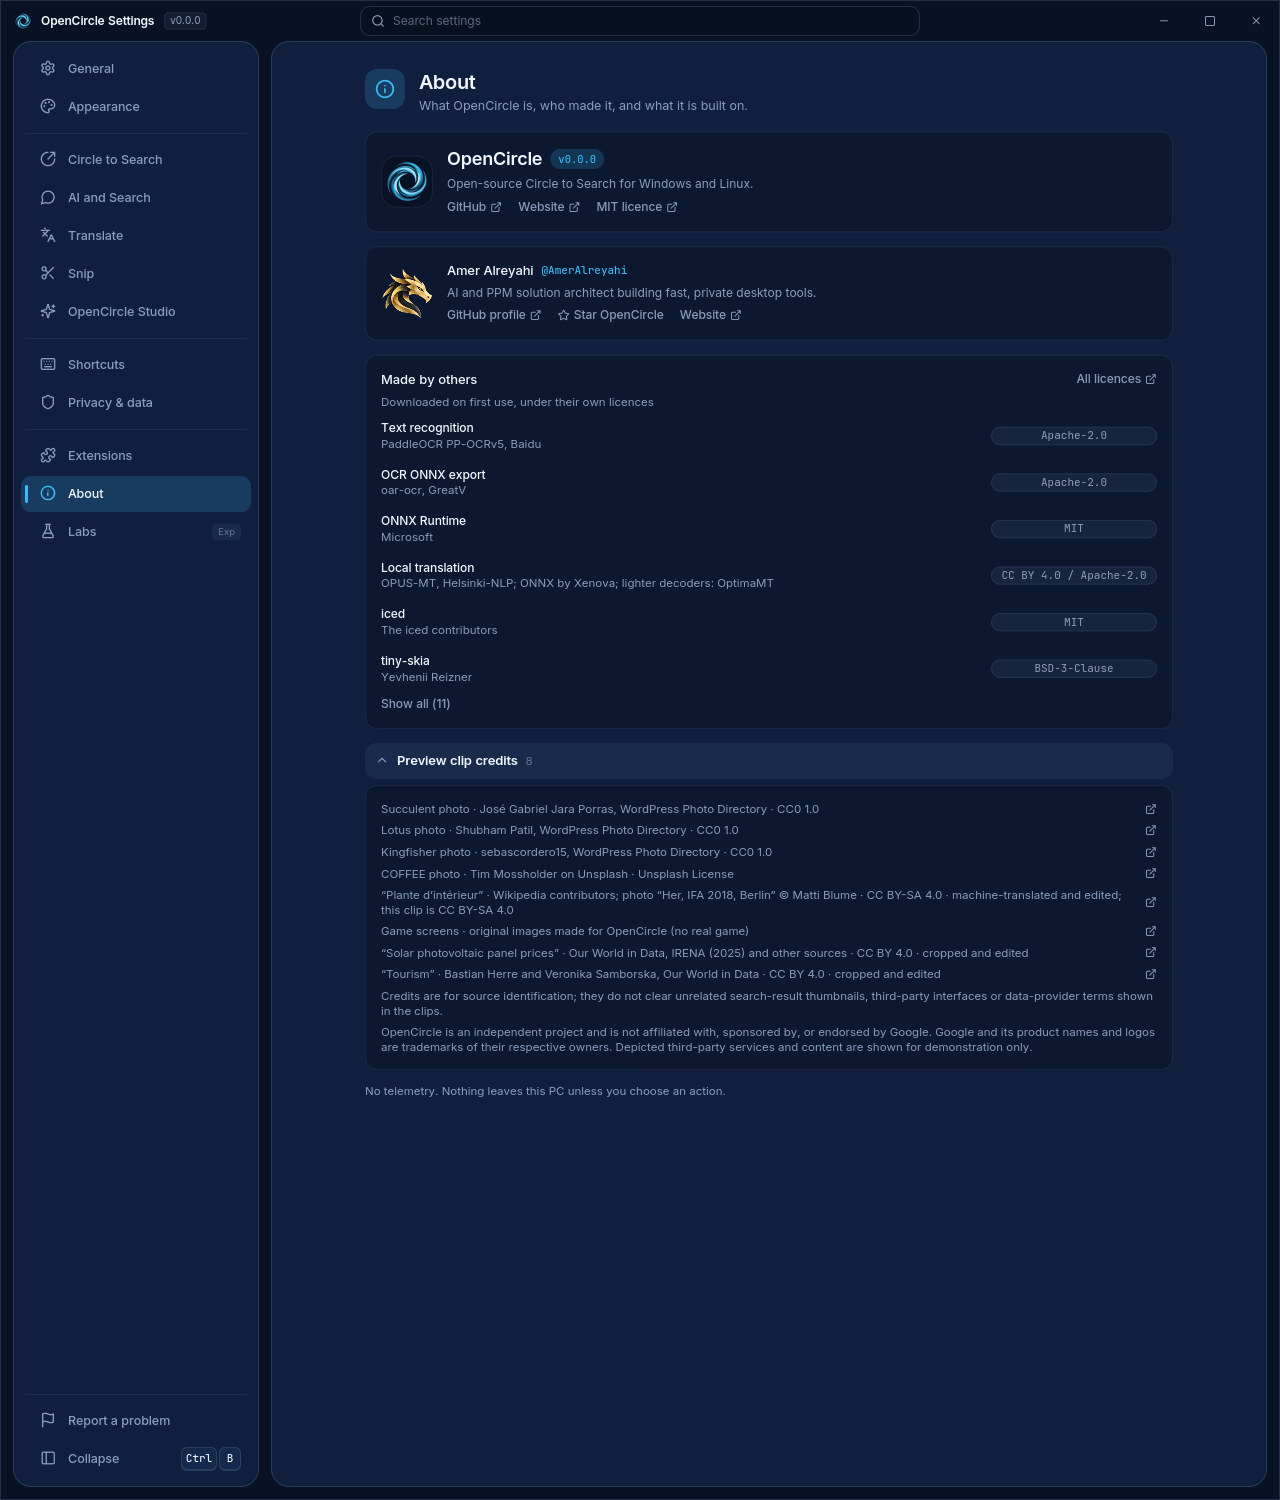 OpenCircle Settings v0.0.0
Search settings
General
Appearance
Circle to Search
AI and Search
Translate
Snip
OpenCircle Studio
Shortcuts
Privacy & data
Extensions
About
Labs Exp
Report a problem
Collapse Ctrl B
About
What OpenCircle is, who made it, and what it is built on.
OpenCircle v0.0.0
Open-source Circle to Search for Windows and Linux.
GitHub Website MIT licence
Amer Alreyahi @AmerAlreyahi
AI and PPM solution architect building fast, private desktop tools.
GitHub profile Star OpenCircle Website
Made by others All licences
Downloaded on first use, under their own licences
Text recognition
PaddleOCR PP-OCRv5, Baidu
Apache-2.0
OCR ONNX export
oar-ocr, GreatV
Apache-2.0
ONNX Runtime
Microsoft
MIT
Local translation
OPUS-MT, Helsinki-NLP; ONNX by Xenova; lighter decoders: OptimaMT
CC BY 4.0 / Apache-2.0
iced
The iced contributors
MIT
tiny-skia
Yevhenii Reizner
BSD-3-Clause
Show all (11)
Preview clip credits 8
Succulent photo · José Gabriel Jara Porras, WordPress Photo Directory · CC0 1.0
Lotus photo · Shubham Patil, WordPress Photo Directory · CC0 1.0
Kingfisher photo · sebascordero15, WordPress Photo Directory · CC0 1.0
COFFEE photo · Tim Mossholder on Unsplash · Unsplash License
“Plante d’intérieur” · Wikipedia contributors; photo “Her, IFA 2018, Berlin” © Matti Blume · CC BY-SA 4.0 · machine-translated and edited;
this clip is CC BY-SA 4.0
Game screens · original images made for OpenCircle (no real game)
“Solar photovoltaic panel prices” · Our World in Data, IRENA (2025) and other sources · CC BY 4.0 · cropped and edited
“Tourism” · Bastian Herre and Veronika Samborska, Our World in Data · CC BY 4.0 · cropped and edited
Credits are for source identification; they do not clear unrelated search-result thumbnails, third-party interfaces or data-provider terms shown
in the clips.
OpenCircle is an independent project and is not affiliated with, sponsored by, or endorsed by Google. Google and its product names and logos
are trademarks of their respective owners. Depicted third-party services and content are shown for demonstration only.
No telemetry. Nothing leaves this PC unless you choose an action.